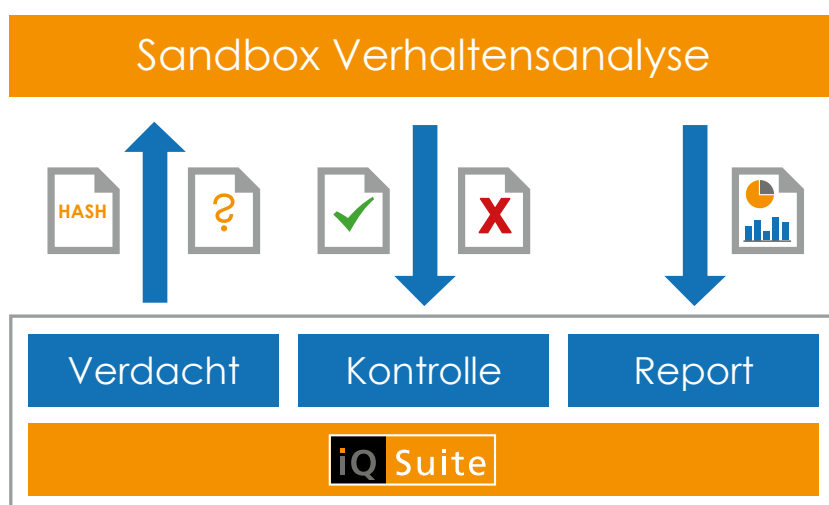 Sandbox Verhaltensanalyse
HASH
?
X
Verdacht
Kontrolle
Report
iQ Suite